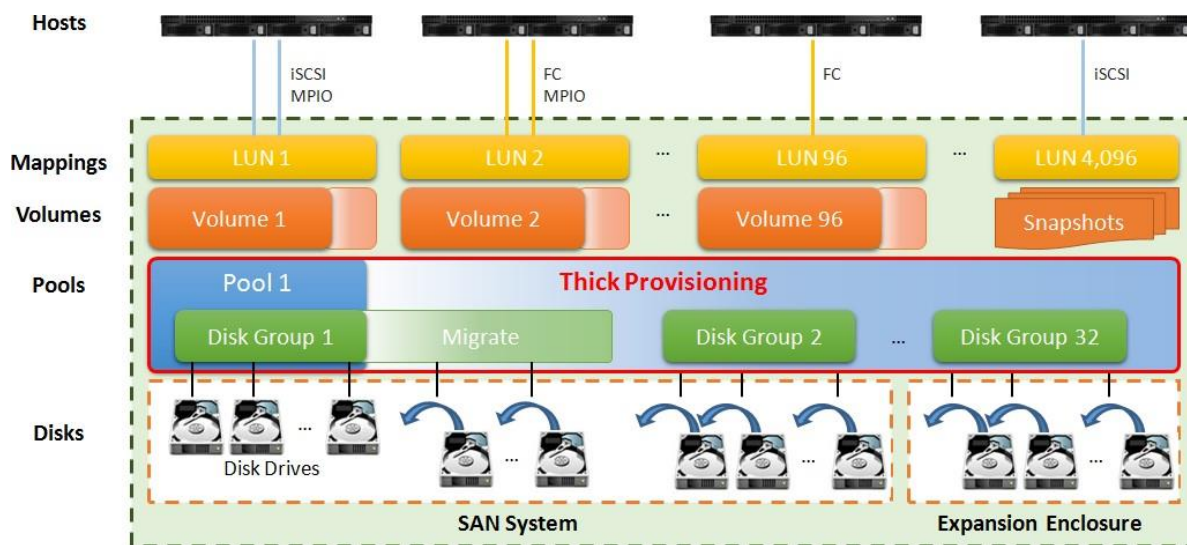 Hosts
iSCSI
MPIO
FC
MPIO
FC
iSCSI
Mappings
LUN 1
LUN 2
...
LUN 96
...
LUN 4,096
Volumes
Volume 1
Volume 2
...
Volume 96
Snapshots
Pools
Pool 1
Thick Provisioning
Disk Group 1
Migrate
Disk Group 2
...
Disk Group 32
Disks
...
...
...
...
Disk Drives
SAN System
Expansion Enclosure